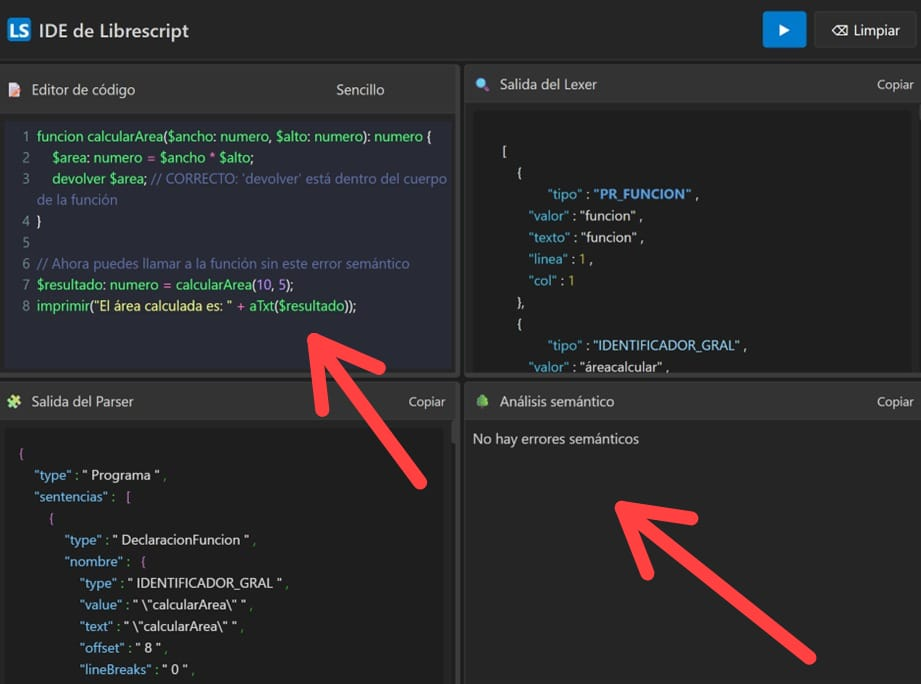 LS IDE de Librescript
Limpiar
Editor de código
Sencillo
1 funcion calcularArea($ancho: numero, $alto: numero): numero {
2 $area: numero = $ancho * $alto;
3 devolver $area; // CORRECTO: 'devolver' está dentro del cuerpo
de la función
4 }
5
6 // Ahora puedes llamar a la función sin este error semántico
7 $resultado: numero = calcularArea(10, 5);
8 imprimir("El área calculada es: " + aTxt($resultado));
Salida del Lexer
Copiar
[
{
"tipo" : "PR_FUNCION" ,
"valor" : "funcion" ,
"texto" : "funcion" ,
"linea" : 1 ,
"col" : 1
},
{
"tipo" : "IDENTIFICADOR_GRAL" ,
"valor" : "áreacalcular" ,
Salida del Parser
Copiar
{
"type" : " Programa " ,
"sentencias" : [
{
"type" : " DeclaracionFuncion " ,
"nombre" : {
"type" : " IDENTIFICADOR_GRAL " ,
"value" : " \"calcularArea\" " ,
"text" : " \"calcularArea\" " ,
"offset" : " 8 " ,
"lineBreaks" : " 0 " ,
Análisis semántico
Copiar
No hay errores semánticos